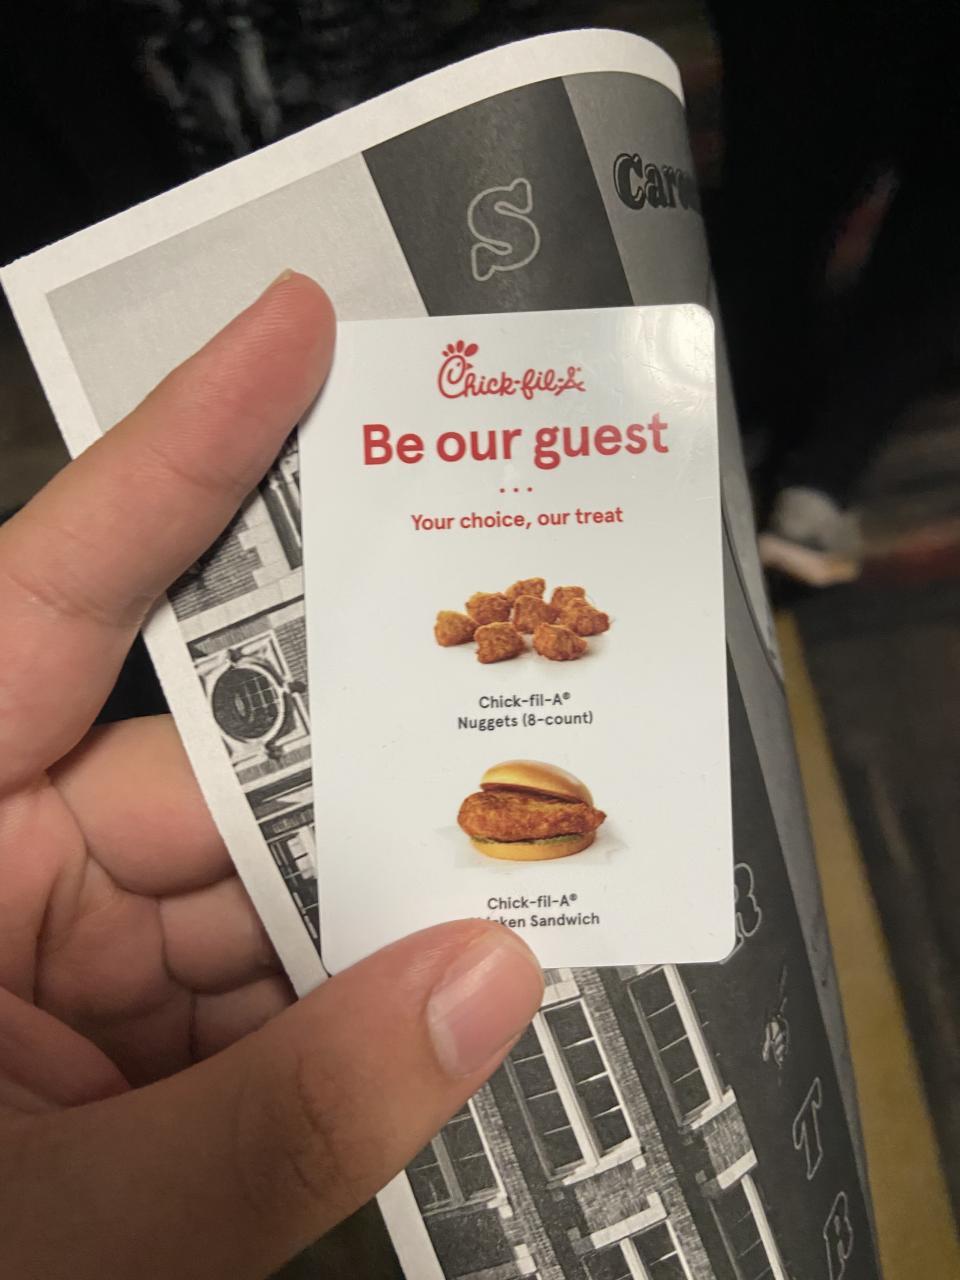 S
Chick-fil-A
Be our guest
...
Your choice, our treat
Chick-fil-A®
Nuggets (8-count)
Chick-fil-A®
Sandwich
R
T
R